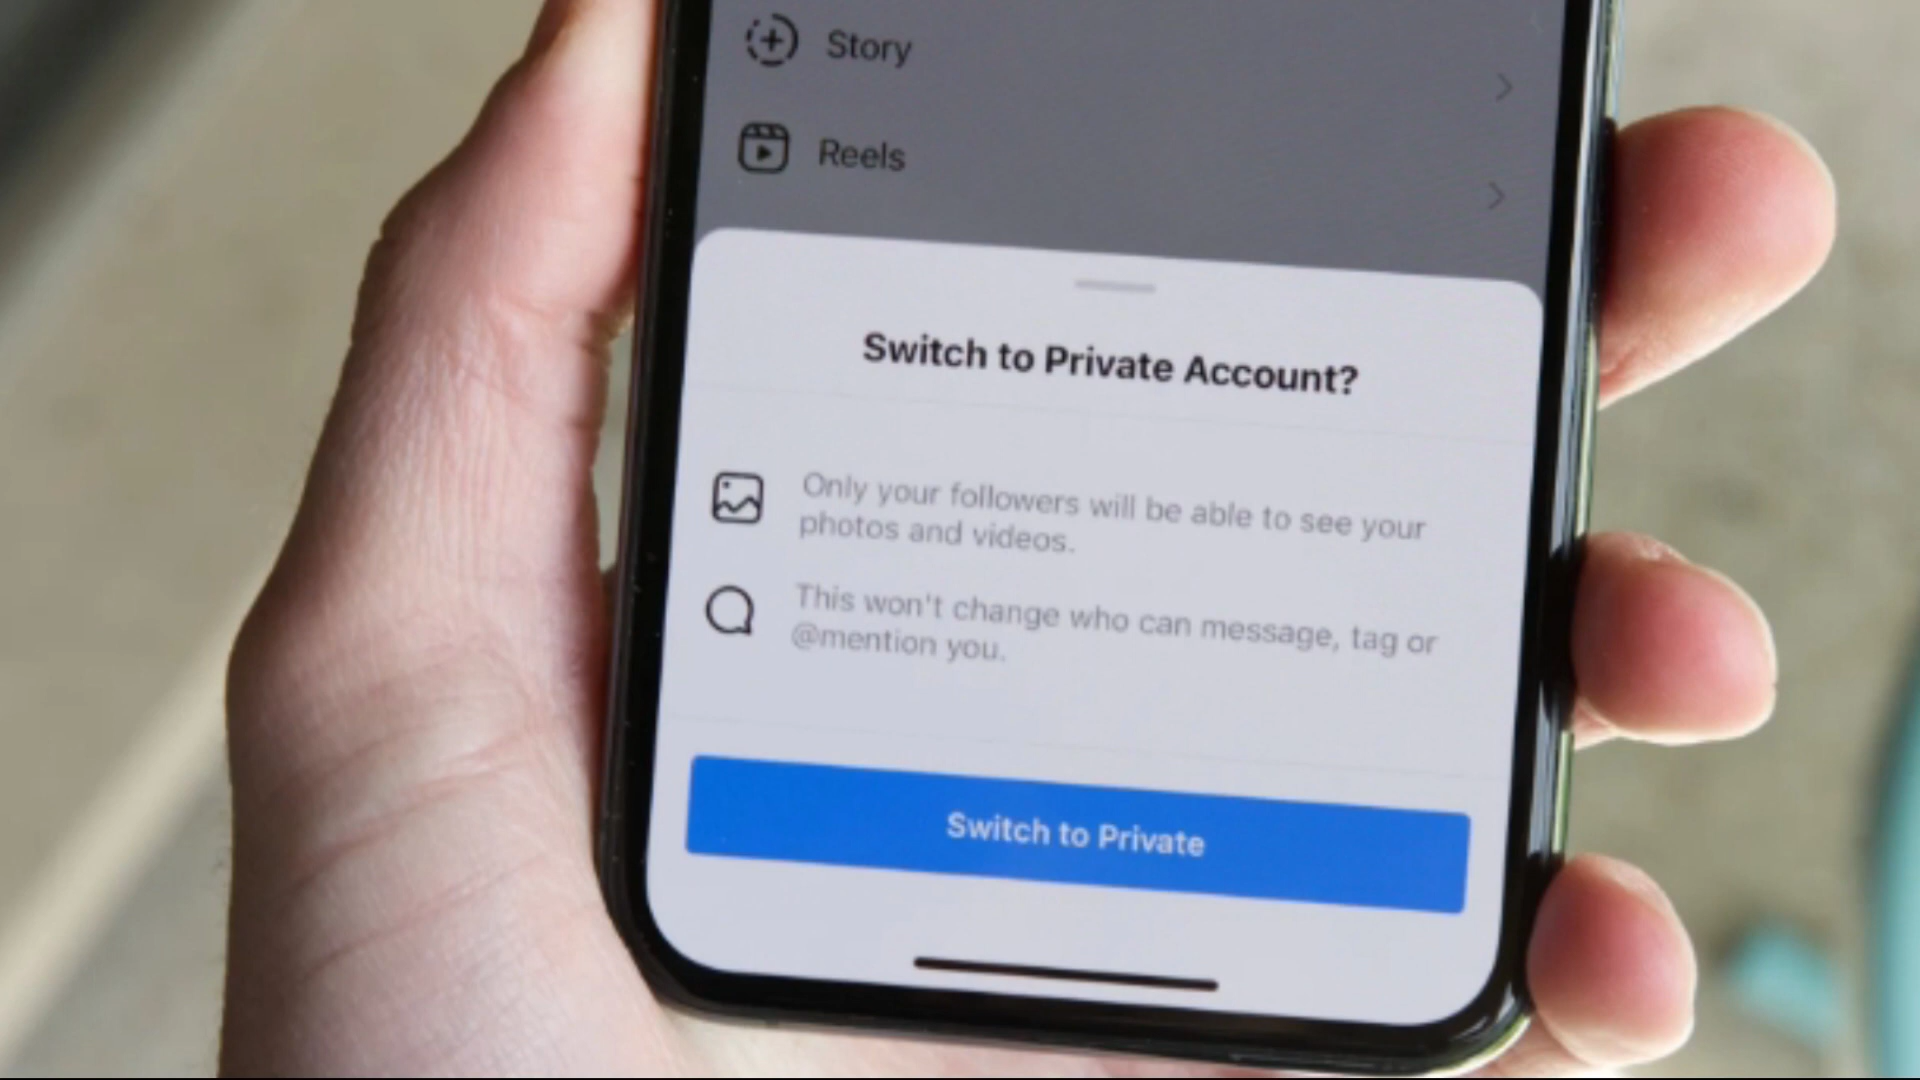 Story
Reels
Switch to Private Account?
Only your followers will be able to see your
photos and videos.
This won't change who can message, tag or
@mention you.
Switch to Private